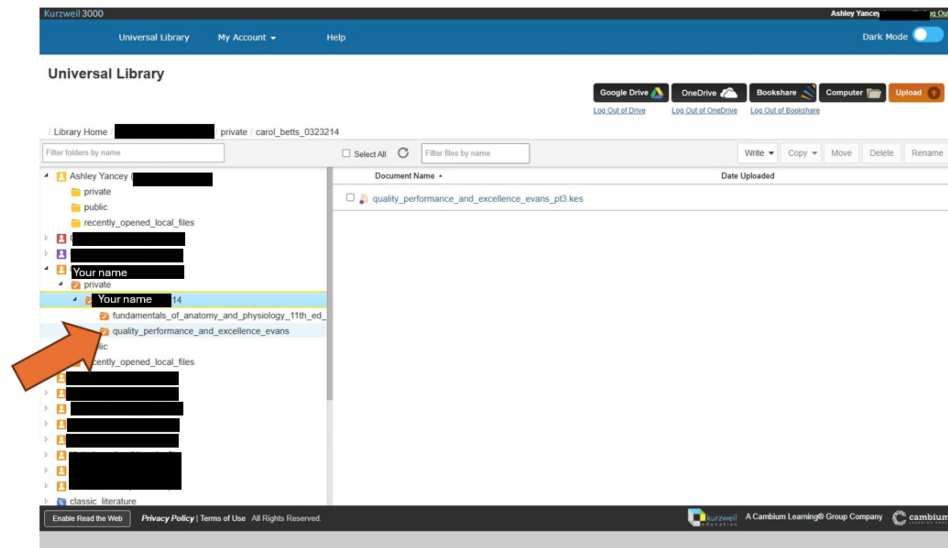 Kurzweil 3000
Ashley Yancey
Log Out
Universal Library My Account Help
Dark Mode
Universal Library
Google Drive OneDrive Bookshare Computer Upload
Log Out of Drive Log Out of OneDrive Log Out of Bookshare
/ Library Home / / private / carol_betts_0323214
Filter folders by name
Select All Filter files by name Write Copy Move Delete Rename
Document Name Date Uploaded
quality_performance_and_excellence_evans_pt3.kes
Ashley Yancey (
private
public
recently_opened_local_files
Your name
private
Your name 14
fundamentals_of_anatomy_and_physiology_11th_ed_
quality_performance_and_excellence_evans
classic_literature
Enable Read the Web Privacy Policy | Terms of Use All Rights Reserved.
kurzweil education A Cambium Learning® Group Company cambium